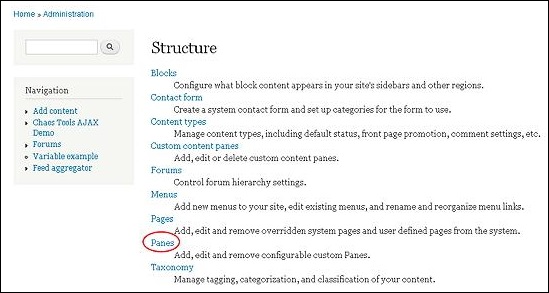 Home » Administration
Structure
Navigation
Add content
Chaos Tools AJAX
Demo
Forums
Variable example
Feed aggregator
Blocks
Configure what block content appears in your site's sidebars and other regions.
Contact form
Create a system contact form and set up categories for the form to use.
Content types
Manage content types, including default status, front page promotion, comment settings, etc.
Custom content panes
Add, edit or delete custom content panes.
Forums
Control forum hierarchy settings.
Menus
Add new menus to your site, edit existing menus, and rename and reorganize menu links.
Pages
Add, edit and remove overridden system pages and user defined pages from the system.
Panes
Add, edit and remove configurable custom Panes.
Taxonomy
Manage tagging, categorization, and classification of your content.